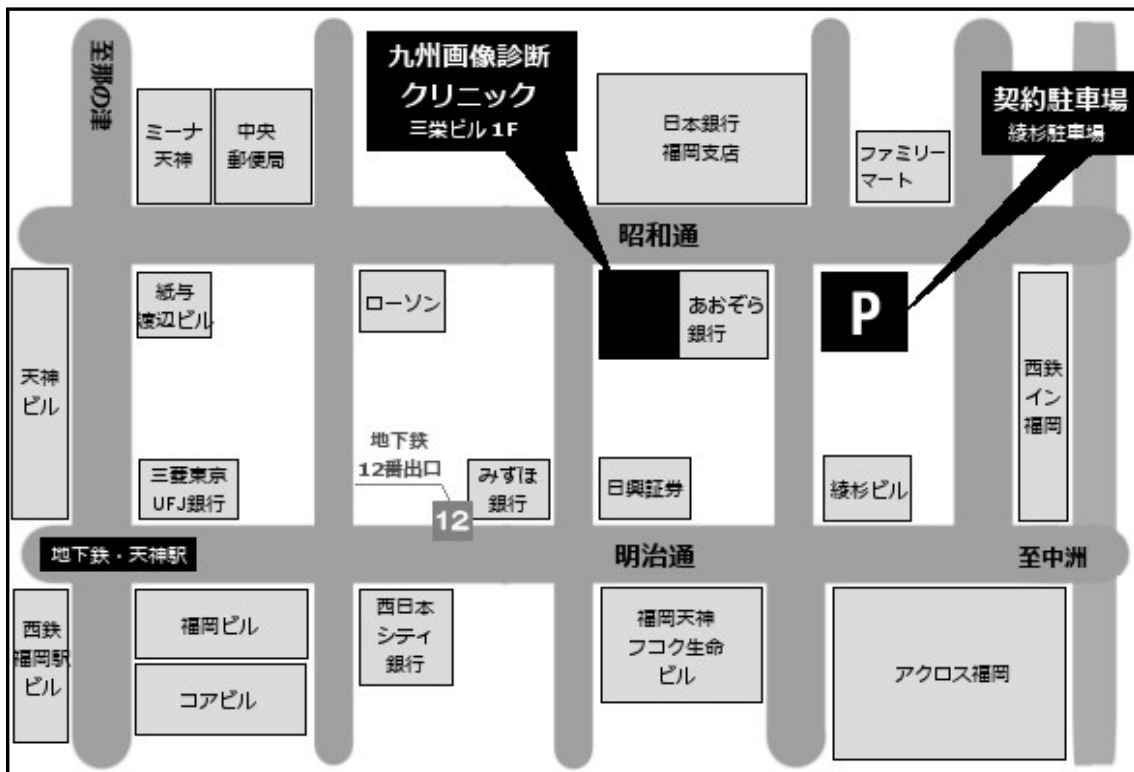 至那の津
九州画像診断
クリニック
三栄ビル1F
契約駐車場
綾杉駐車場
ミーナ
天神
中央
郵便局
日本銀行
福岡支店
ファミリー
マート
昭和通
紙与
渡辺ビル
ローソン
あおぞら
銀行
P
天神
ビル
西鉄
イン
福岡
地下鉄
12番出口
三菱東京
UFJ銀行
みずほ
銀行
日興証券
綾杉ビル
12
地下鉄・天神駅
明治通
至中洲
西鉄
福岡駅
ビル
福岡ビル
コアビル
西日本
シティ
銀行
福岡天神
フコク生命
ビル
アクロス福岡